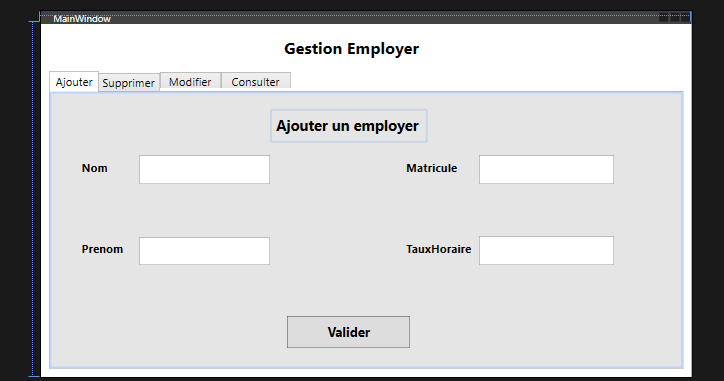 MainWindow
Gestion Employer
Ajouter Supprimer Modifier Consulter
Ajouter un employer
Nom Matricule
Prenom TauxHoraire
Valider